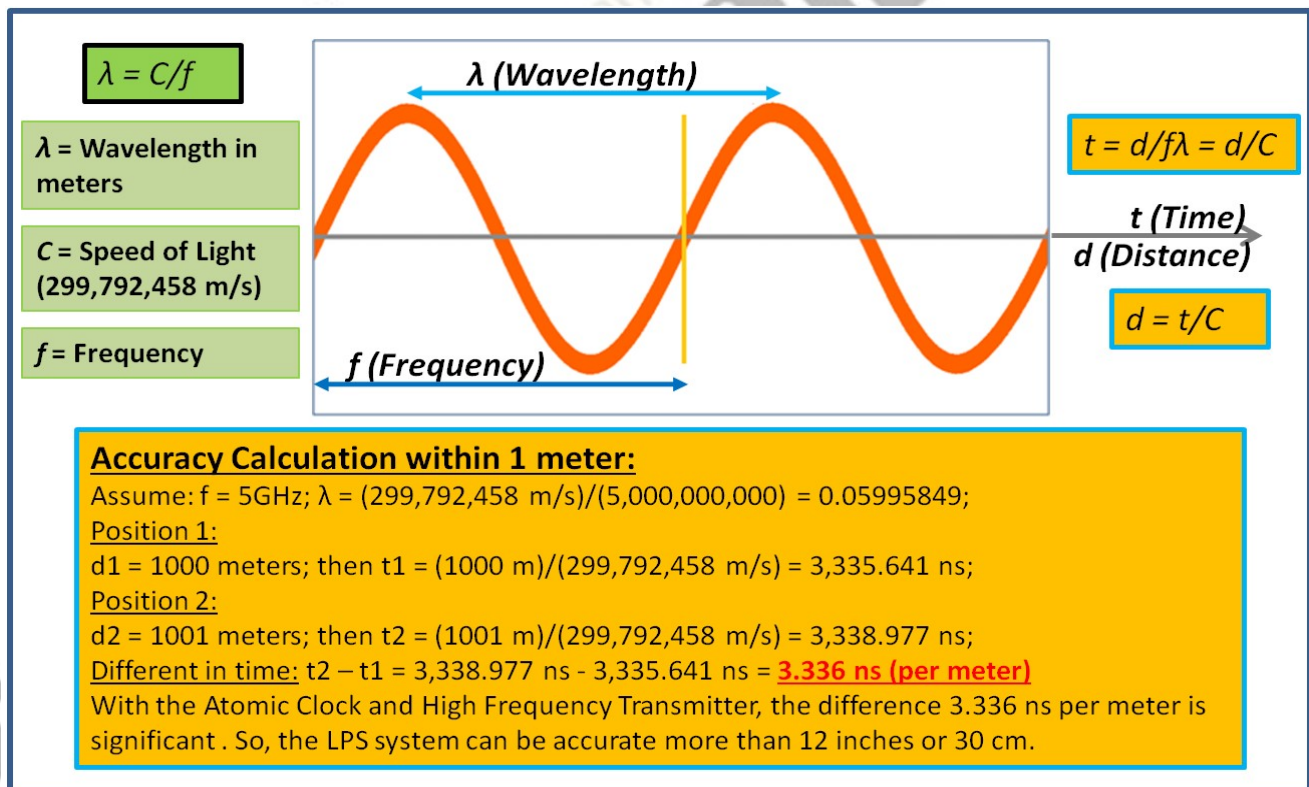 λ = C/f
λ = Wavelength in
meters
C = Speed of Light
(299,792,458 m/s)
f = Frequency
λ (Wavelength)
f (Frequency)
t = d/fλ = d/C
t (Time)
d (Distance)
d = t/C
Accuracy Calculation within 1 meter:
Assume: f = 5GHz; λ = (299,792,458 m/s)/(5,000,000,000) = 0.05995849;
Position 1:
d1 = 1000 meters; then t1 = (1000 m)/(299,792,458 m/s) = 3,335.641 ns;
Position 2:
d2 = 1001 meters; then t2 = (1001 m)/(299,792,458 m/s) = 3,338.977 ns;
Different in time: t2 – t1 = 3,338.977 ns - 3,335.641 ns = 3.336 ns (per meter)
With the Atomic Clock and High Frequency Transmitter, the difference 3.336 ns per meter is
significant . So, the LPS system can be accurate more than 12 inches or 30 cm.